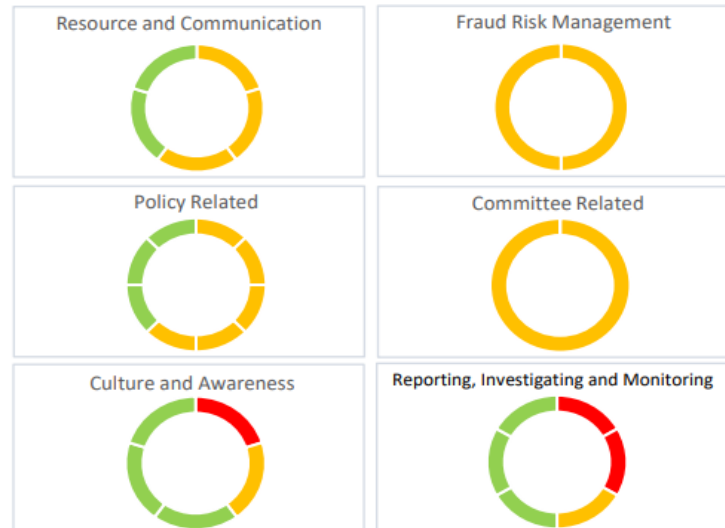 Resource and Communication
Fraud Risk Management
Policy Related
Committee Related
Culture and Awareness
Reporting, Investigating and Monitoring